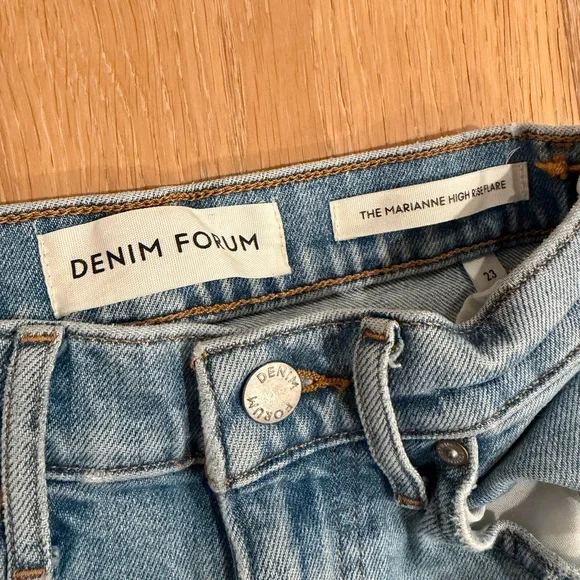 DENIM FORUM
THE MARIANNE HIGH RISE FLARE
23
DENIM
FORUM